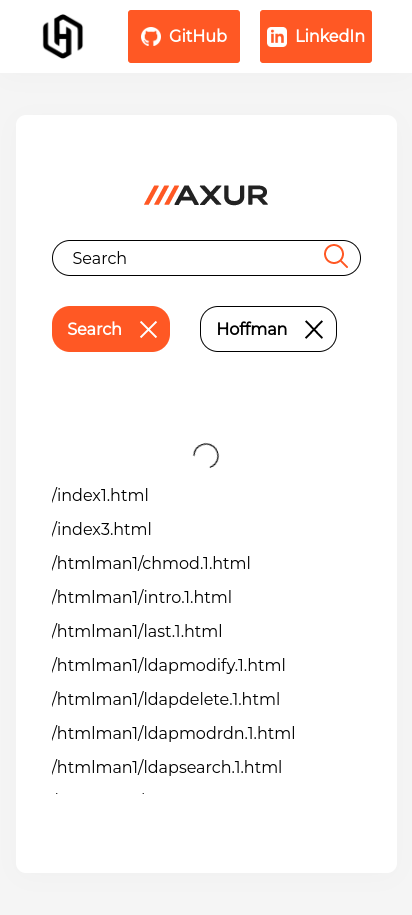 GitHub
LinkedIn
AXUR
Search
Search
Hoffman
/index1.html
/index3.html
/htmlman1/chmod.1.html
/htmlman1/intro.1.html
/htmlman1/last.1.html
/htmlman1/ldapmodify.1.html
/htmlman1/ldapdelete.1.html
/htmlman1/ldapmodrdn.1.html
/htmlman1/ldapsearch.1.html